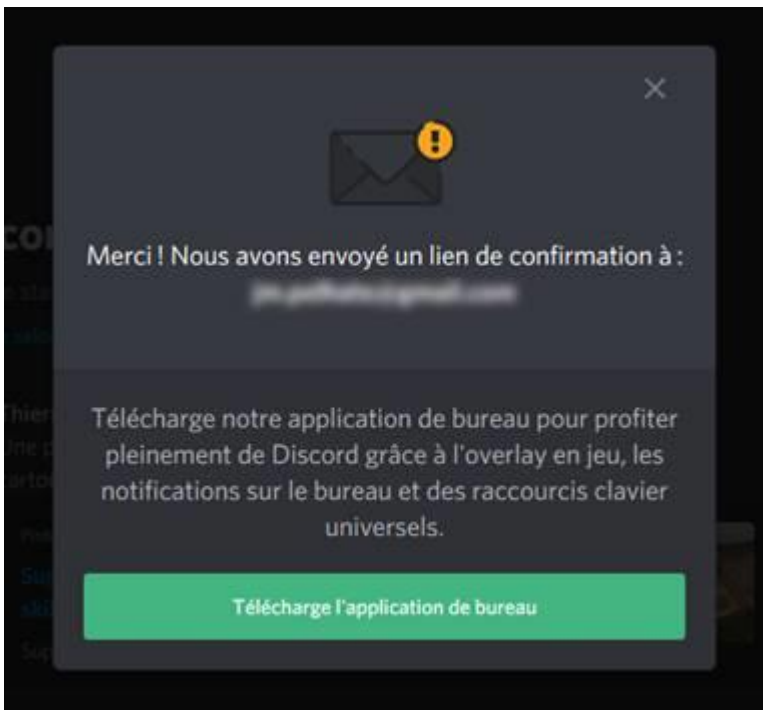 Merci ! Nous avons envoyé un lien de confirmation à :
Télécharge notre application de bureau pour profiter
pleinement de Discord grâce à l'overlay en jeu, les
notifications sur le bureau et des raccourcis clavier
universels.
Télécharge l'application de bureau